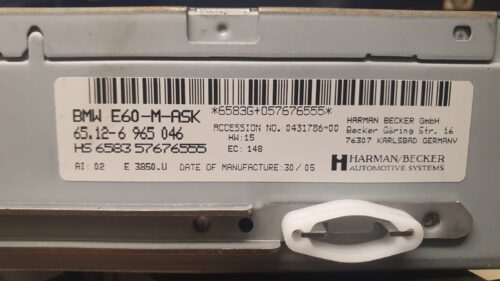 *6583G+057676555*
BMW E60-M-ASK
65.12-6 965 046
HS 6583 57676555
AI: 02 E 3850.U DATE OF MANUFACTURE:30/05
ACCESSION NO. 0431786-00
HW:15
EC: 148
HARMAN BECKER GmbH
Becker Göring Str. 16
76307 KARLSBAD GERMANY
HARMAN/BECKER
AUTOMOTIVE SYSTEMS